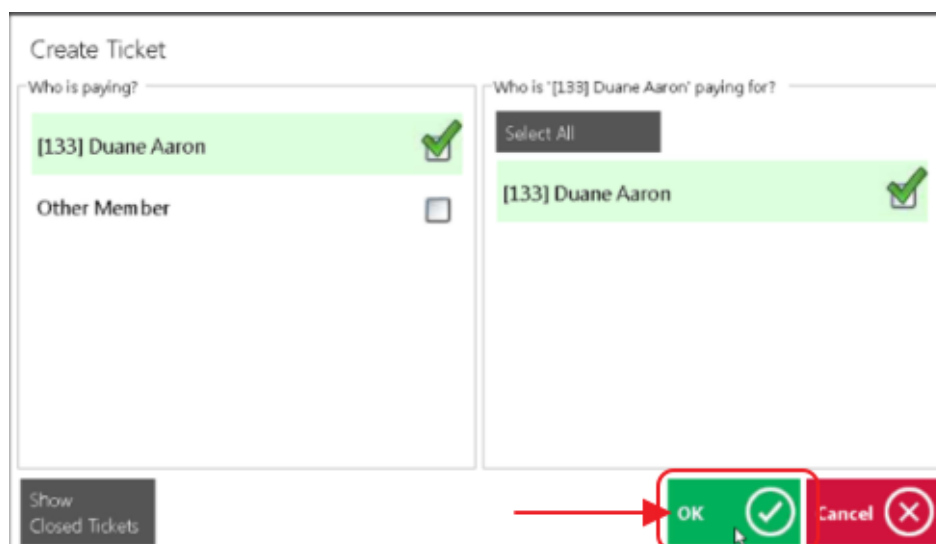 Create Ticket
Who is paying?
[133] Duane Aaron
Other Member
Who is '[133] Duane Aaron' paying for?
Select All
[133] Duane Aaron
Show
Closed Tickets
OK
Cancel